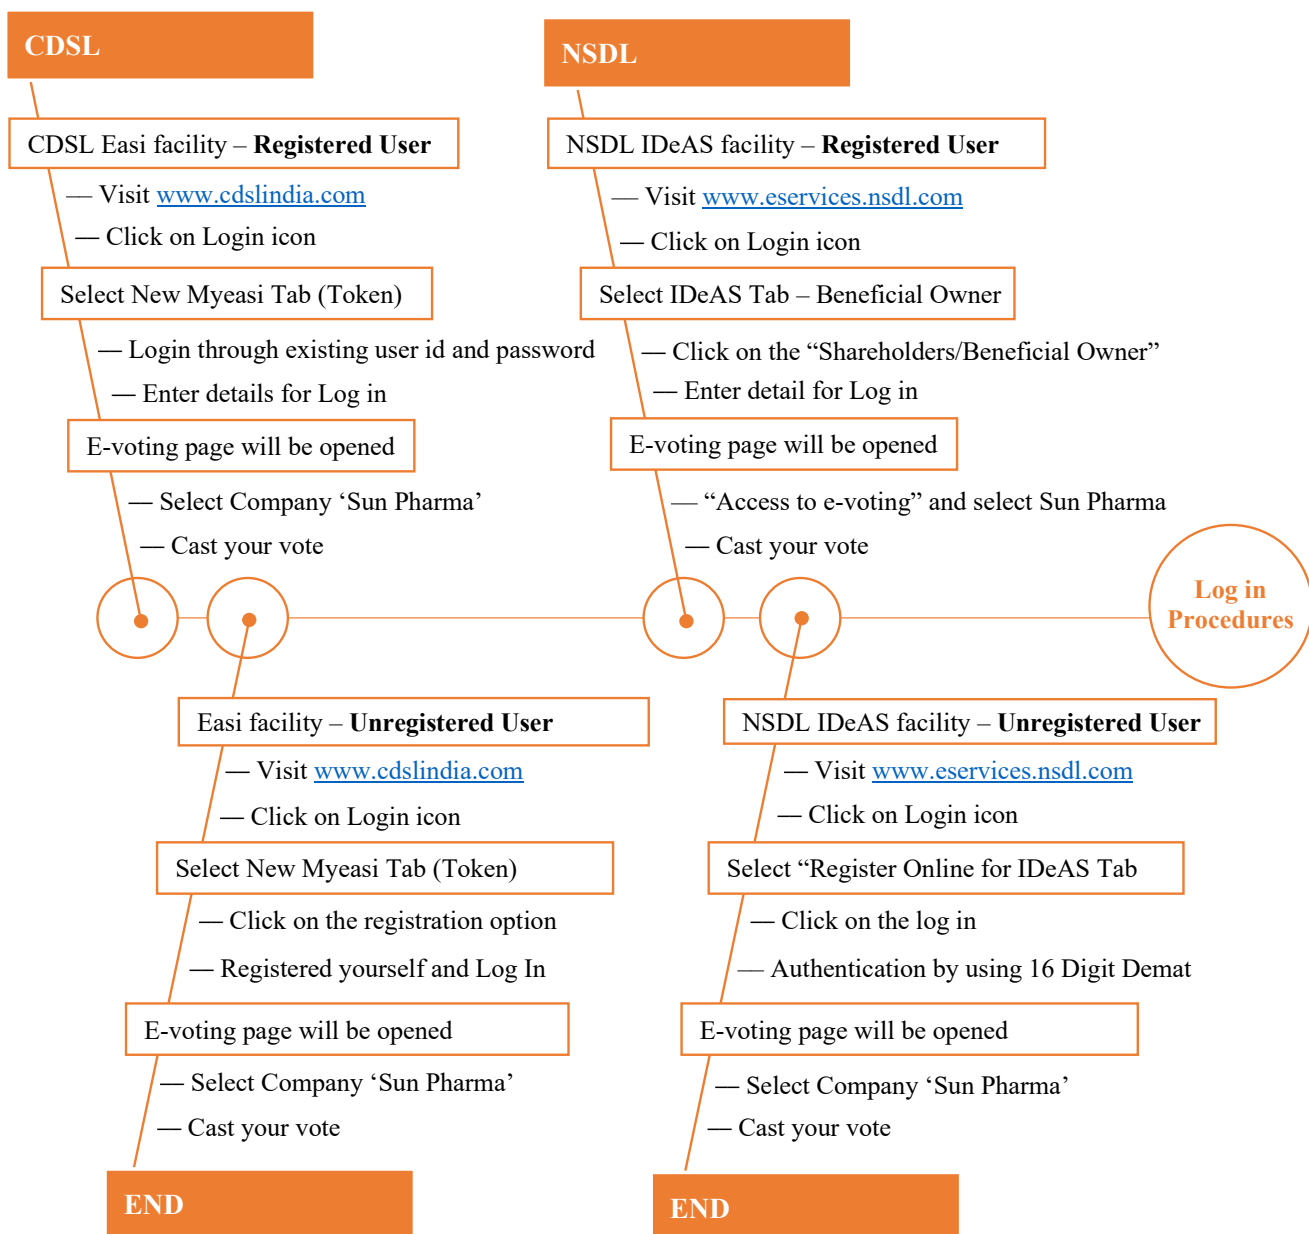 CDSL
CDSL Easi facility – Registered User
— Visit www.cdslindia.com
— Click on Login icon
Select New Myeasi Tab (Token)
— Login through existing user id and password
— Enter details for Log in
E-voting page will be opened
— Select Company ‘Sun Pharma’
— Cast your vote
Easi facility – Unregistered User
— Visit www.cdslindia.com
— Click on Login icon
Select New Myeasi Tab (Token)
— Click on the registration option
— Registered yourself and Log In
E-voting page will be opened
— Select Company ‘Sun Pharma’
— Cast your vote
END
NSDL
NSDL IDeAS facility – Registered User
— Visit www.eservices.nsdl.com
— Click on Login icon
Select IDeAS Tab – Beneficial Owner
— Click on the “Shareholders/Beneficial Owner”
— Enter detail for Log in
E-voting page will be opened
— “Access to e-voting” and select Sun Pharma
— Cast your vote
NSDL IDeAS facility – Unregistered User
— Visit www.eservices.nsdl.com
— Click on Login icon
Select “Register Online for IDeAS Tab
— Click on the log in
— Authentication by using 16 Digit Demat
E-voting page will be opened
— Select Company ‘Sun Pharma’
— Cast your vote
END
Log in
Procedures